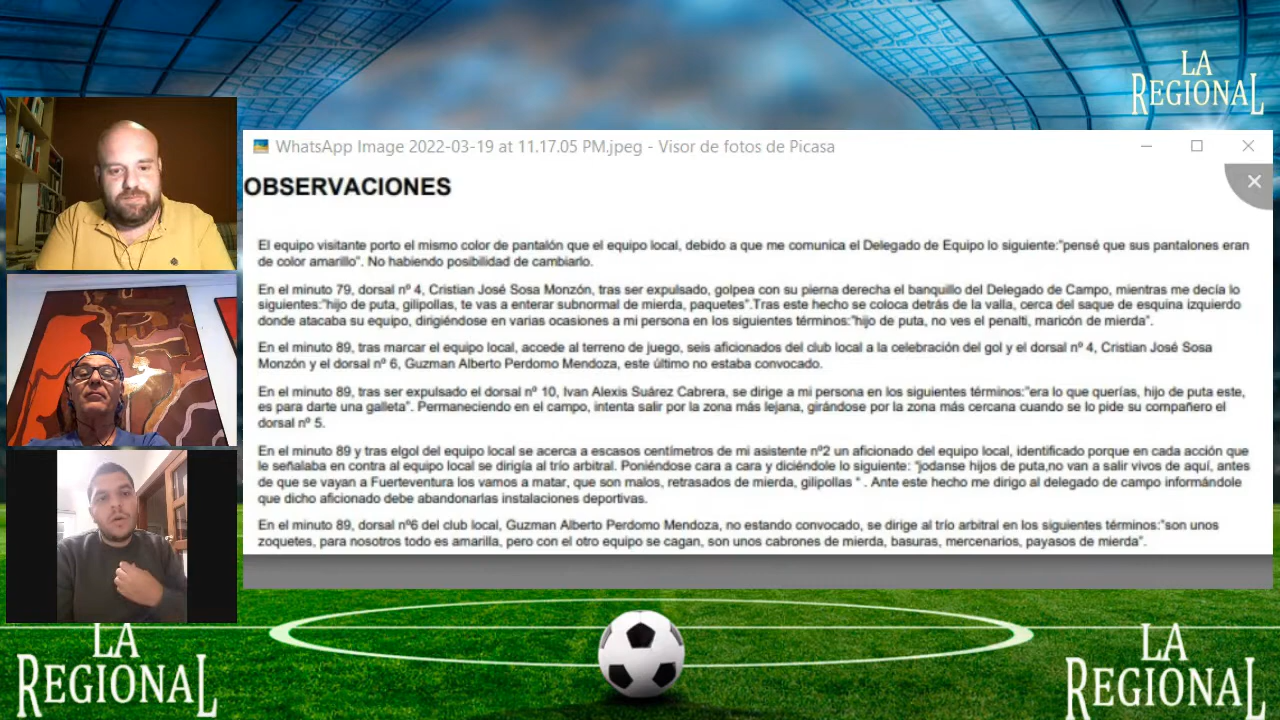 LA
REGIONAL
WhatsApp Image 2022-03-19 at 11.17.05 PM.jpeg - Visor de fotos de Picasa
OBSERVACIONES
El equipo visitante porto el mismo color de pantalón que el equipo local, debido a que me comunica el Delegado de Equipo lo siguiente:"pensé que sus pantalones eran
de color amarillo". No habiendo posibilidad de cambiarlo.
En el minuto 79, dorsal nº 4, Cristian José Sosa Monzón, tras ser expulsado, golpea con su pierna derecha el banquillo del Delegado de Campo, mientras me decía lo
siguientes:"hijo de puta, gilipollas, te vas a enterar subnormal de mierda, paquetes".Tras este hecho se coloca detrás de la valla, cerca del saque de esquina izquierdo
donde atacaba su equipo, dirigiéndose en varias ocasiones a mi persona en los siguientes términos:"hijo de puta, no ves el penalti, maricón de mierda".
En el minuto 89, tras marcar el equipo local, accede al terreno de juego, seis aficionados del club local a la celebración del gol y el dorsal nº 4, Cristian José Sosa
Monzón y el dorsal nº 6, Guzman Alberto Perdomo Mendoza, este último no estaba convocado.
En el minuto 89, tras ser expulsado el dorsal nº 10, Ivan Alexis Suárez Cabrera, se dirige a mi persona en los siguientes términos:"era lo que querías, hijo de puta este,
es para darte una galleta". Permaneciendo en el campo, intenta salir por la zona más lejana, girándose por la zona más cercana cuando se lo pide su compañero el
dorsal nº 5.
En el minuto 89 y tras elgol del equipo local se acerca a escasos centímetros de mi asistente nº2 un aficionado del equipo local, identificado porque en cada acción que
le señalaba en contra al equipo local se dirigía al trío arbitral. Poniéndose cara a cara y diciéndole lo siguiente: "jodanse hijos de puta,no van a salir vivos de aquí, antes
de que se vayan a Fuerteventura los vamos a matar, que son malos, retrasados de mierda, gilipollas " . Ante este hecho me dirigo al delegado de campo informándole
que dicho aficionado debe abandonarlas instalaciones deportivas.
En el minuto 89, dorsal nº6 del club local, Guzman Alberto Perdomo Mendoza, no estando convocado, se dirige al trío arbitral en los siguientes términos:"son unos
zoquetes, para nosotros todo es amarilla, pero con el otro equipo se cagan, son unos cabrones de mierda, basuras, mercenarios, payasos de mierda".
LA
REGIONAL
LA
REGIONAL